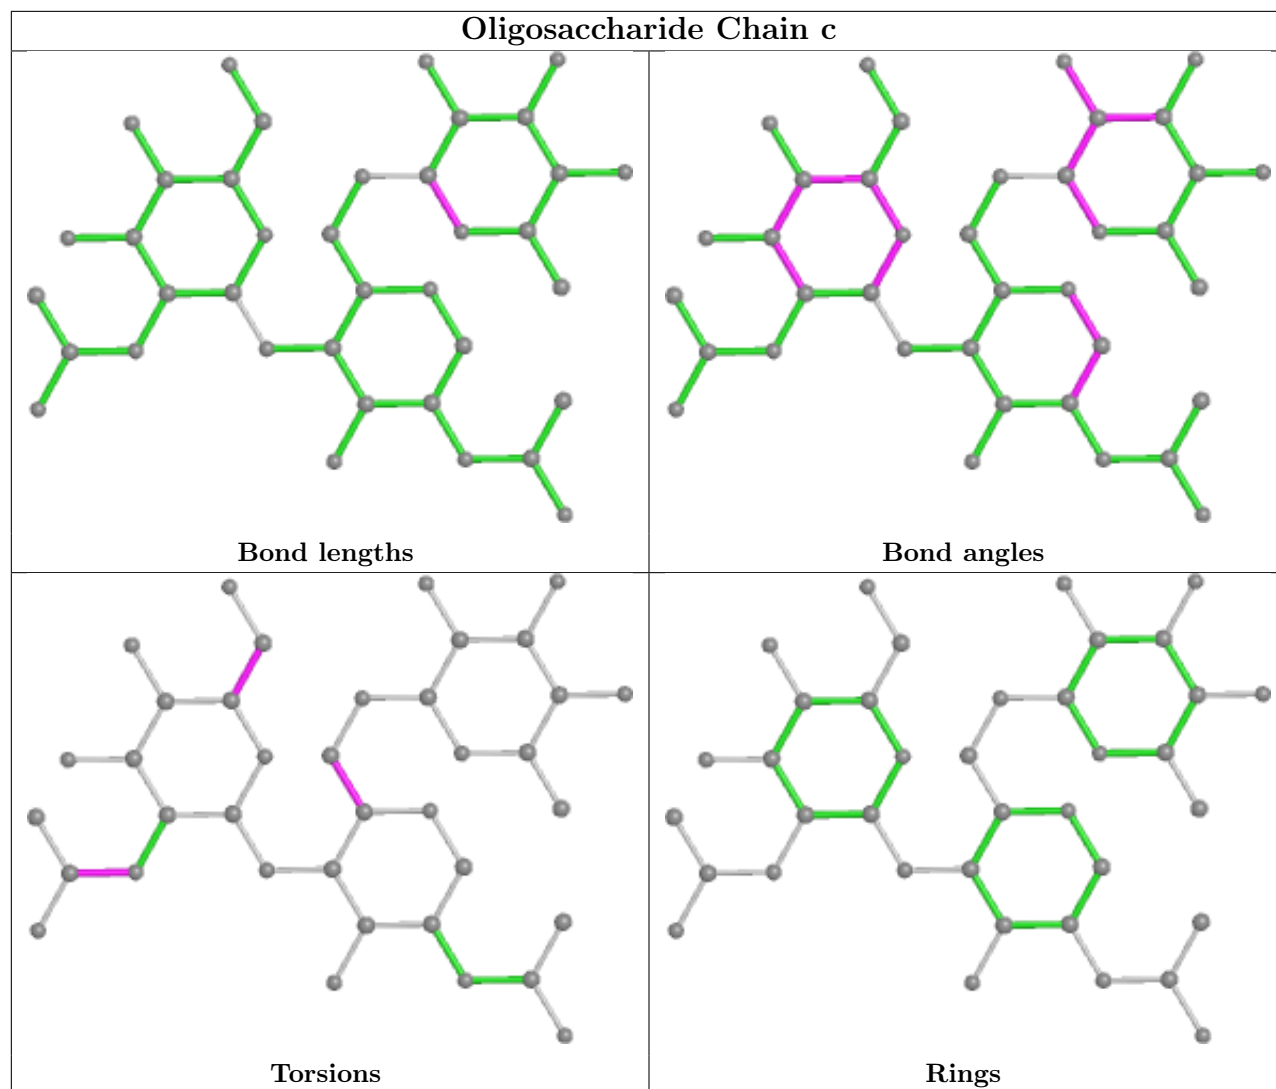 Oligosaccharide Chain c
Bond lengths
Bond angles
Torsions
Rings